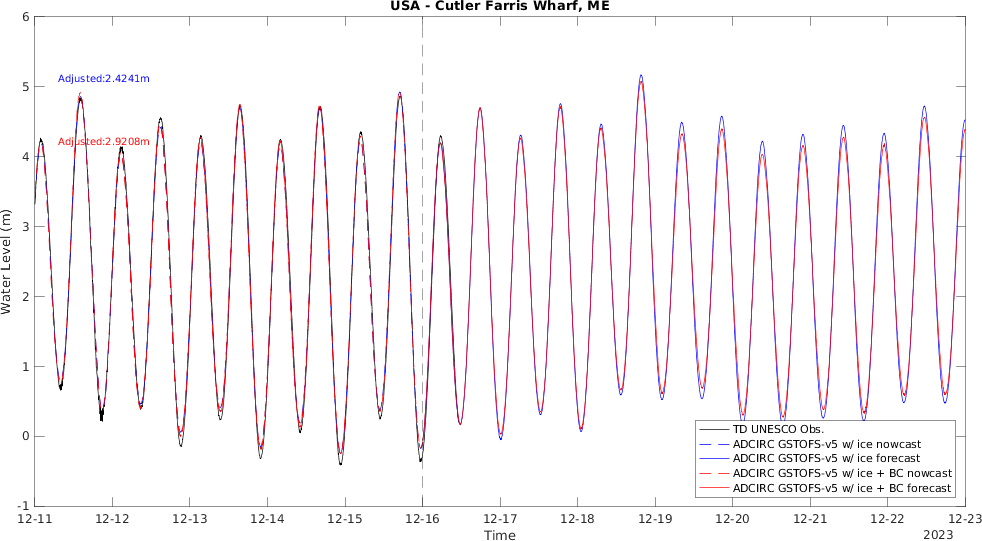 USA - Cutler Farris Wharf, ME
6
5
4
3
2
1
0
-1
Water Level (m)
Adjusted:2.4241m
Adjusted:2.9208m
TD UNESCO Obs.
ADCIRC GSTOFS-v5 w/ ice nowcast
ADCIRC GSTOFS-v5 w/ ice forecast
ADCIRC GSTOFS-v5 w/ ice + BC nowcast
ADCIRC GSTOFS-v5 w/ ice + BC forecast
12-11 12-12 12-13 12-14 12-15 12-16 12-17 12-18 12-19 12-20 12-21 12-22 12-23
Time
2023